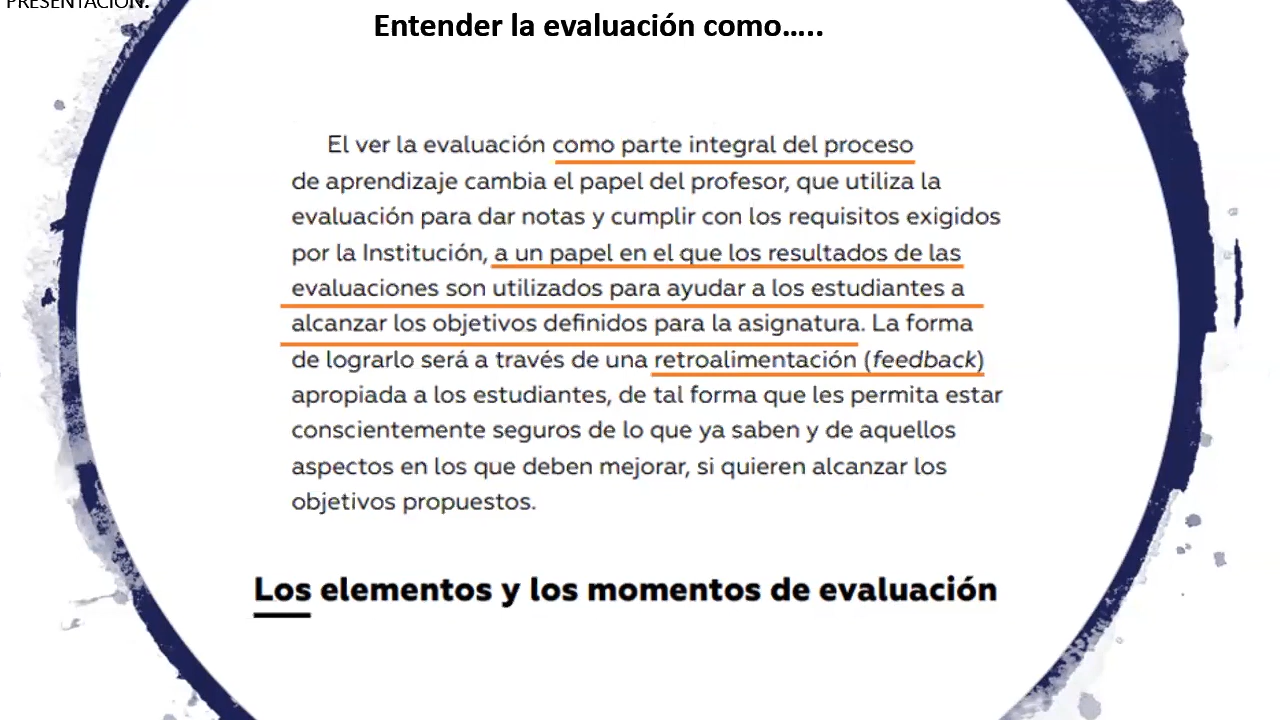 PRESENTACIÓN.
Entender la evaluación como…..
El ver la evaluación como parte integral del proceso
de aprendizaje cambia el papel del profesor, que utiliza la
evaluación para dar notas y cumplir con los requisitos exigidos
por la Institución, a un papel en el que los resultados de las
evaluaciones son utilizados para ayudar a los estudiantes a
alcanzar los objetivos definidos para la asignatura. La forma
de lograrlo será a través de una retroalimentación (feedback)
apropiada a los estudiantes, de tal forma que les permita estar
conscientemente seguros de lo que ya saben y de aquellos
aspectos en los que deben mejorar, si quieren alcanzar los
objetivos propuestos.
Los elementos y los momentos de evaluación